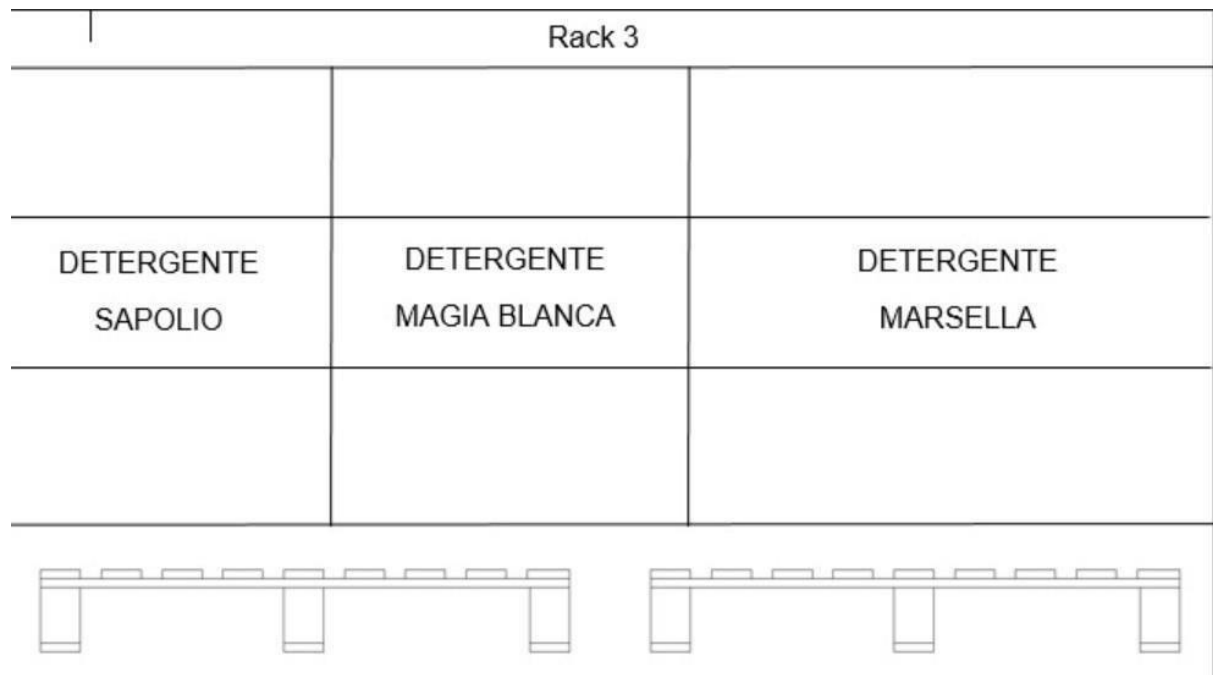 Rack 3
DETERGENTE
SAPOLIO
DETERGENTE
MAGIA BLANCA
DETERGENTE
MARSELLA